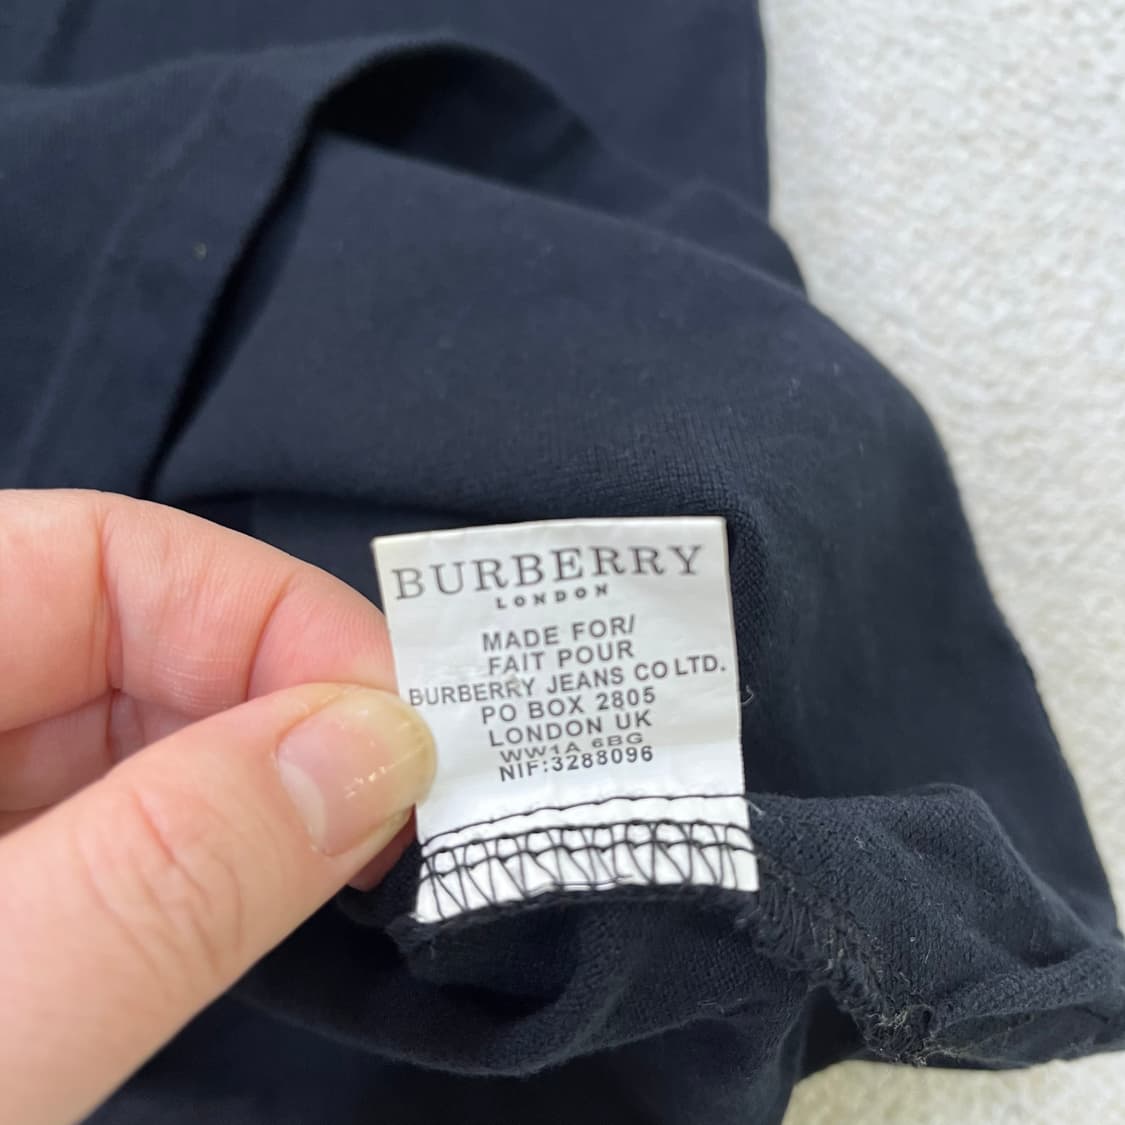 BURBERRY
LONDON
MADE FOR/
FAIT POUR
BURBERRY JEANS CO LTD.
PO BOX 2805
LONDON UK
WW1A 6BG
NIF:3288096